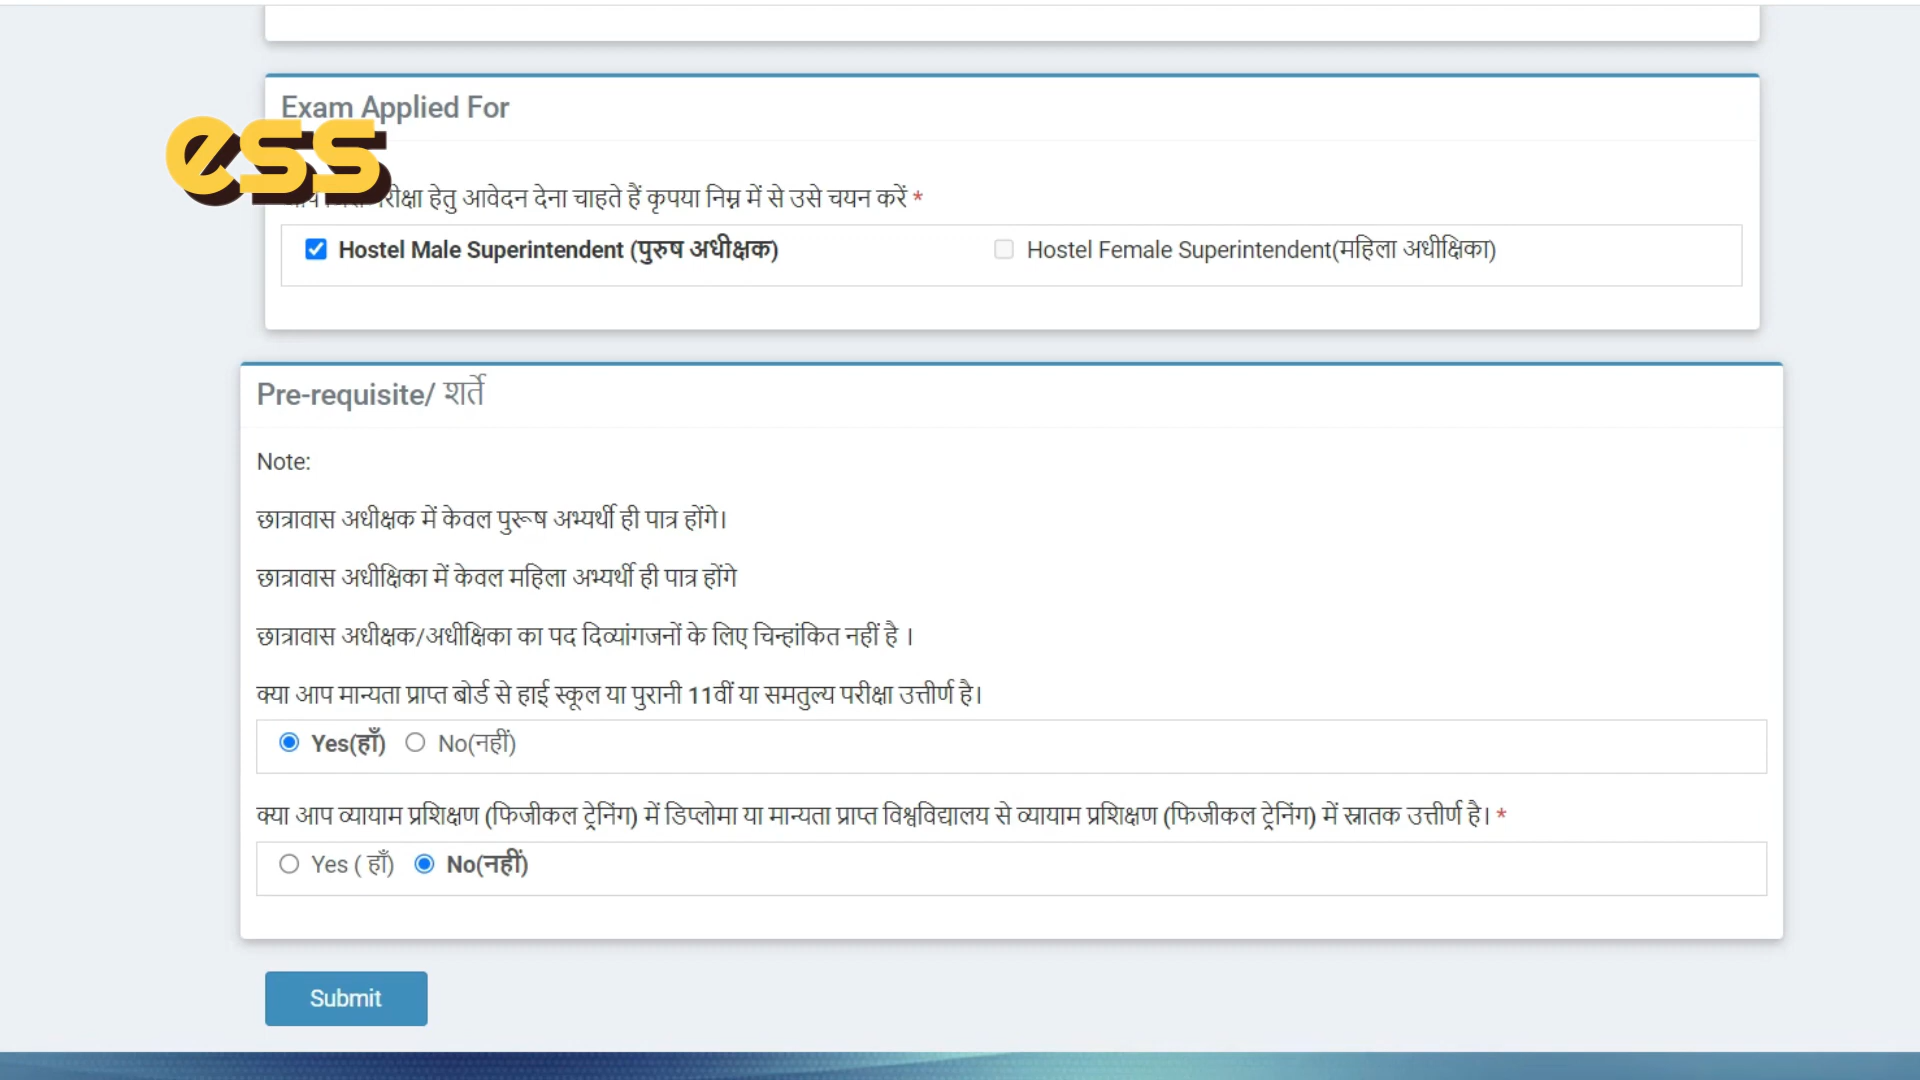 Exam Applied For
ess
हेतु आवेदन देना चाहते हैं कृपया निम्न में से उसे चयन करें *
Hostel Male Superintendent (पुरुष अधीक्षक)
Hostel Female Superintendent(महिला अधीक्षिका)
Pre-requisite/ शर्ते
Note:
छात्रावास अधीक्षक में केवल पुरूष अभ्यर्थी ही पात्र होंगे।
छात्रावास अधीक्षिका में केवल महिला अभ्यर्थी ही पात्र होंगे
छात्रावास अधीक्षक/अधीक्षिका का पद दिव्यांगजनों के लिए चिन्हांकित नहीं है ।
क्या आप मान्यता प्राप्त बोर्ड से हाई स्कूल या पुरानी 11वीं या समतुल्य परीक्षा उत्तीर्ण है।
Yes(हाँ) No(नहीं)
क्या आप व्यायाम प्रशिक्षण (फिजीकल ट्रेनिंग) में डिप्लोमा या मान्यता प्राप्त विश्वविद्यालय से व्यायाम प्रशिक्षण (फिजीकल ट्रेनिंग) में स्नातक उत्तीर्ण है। *
Yes ( हाँ) No(नहीं)
Submit